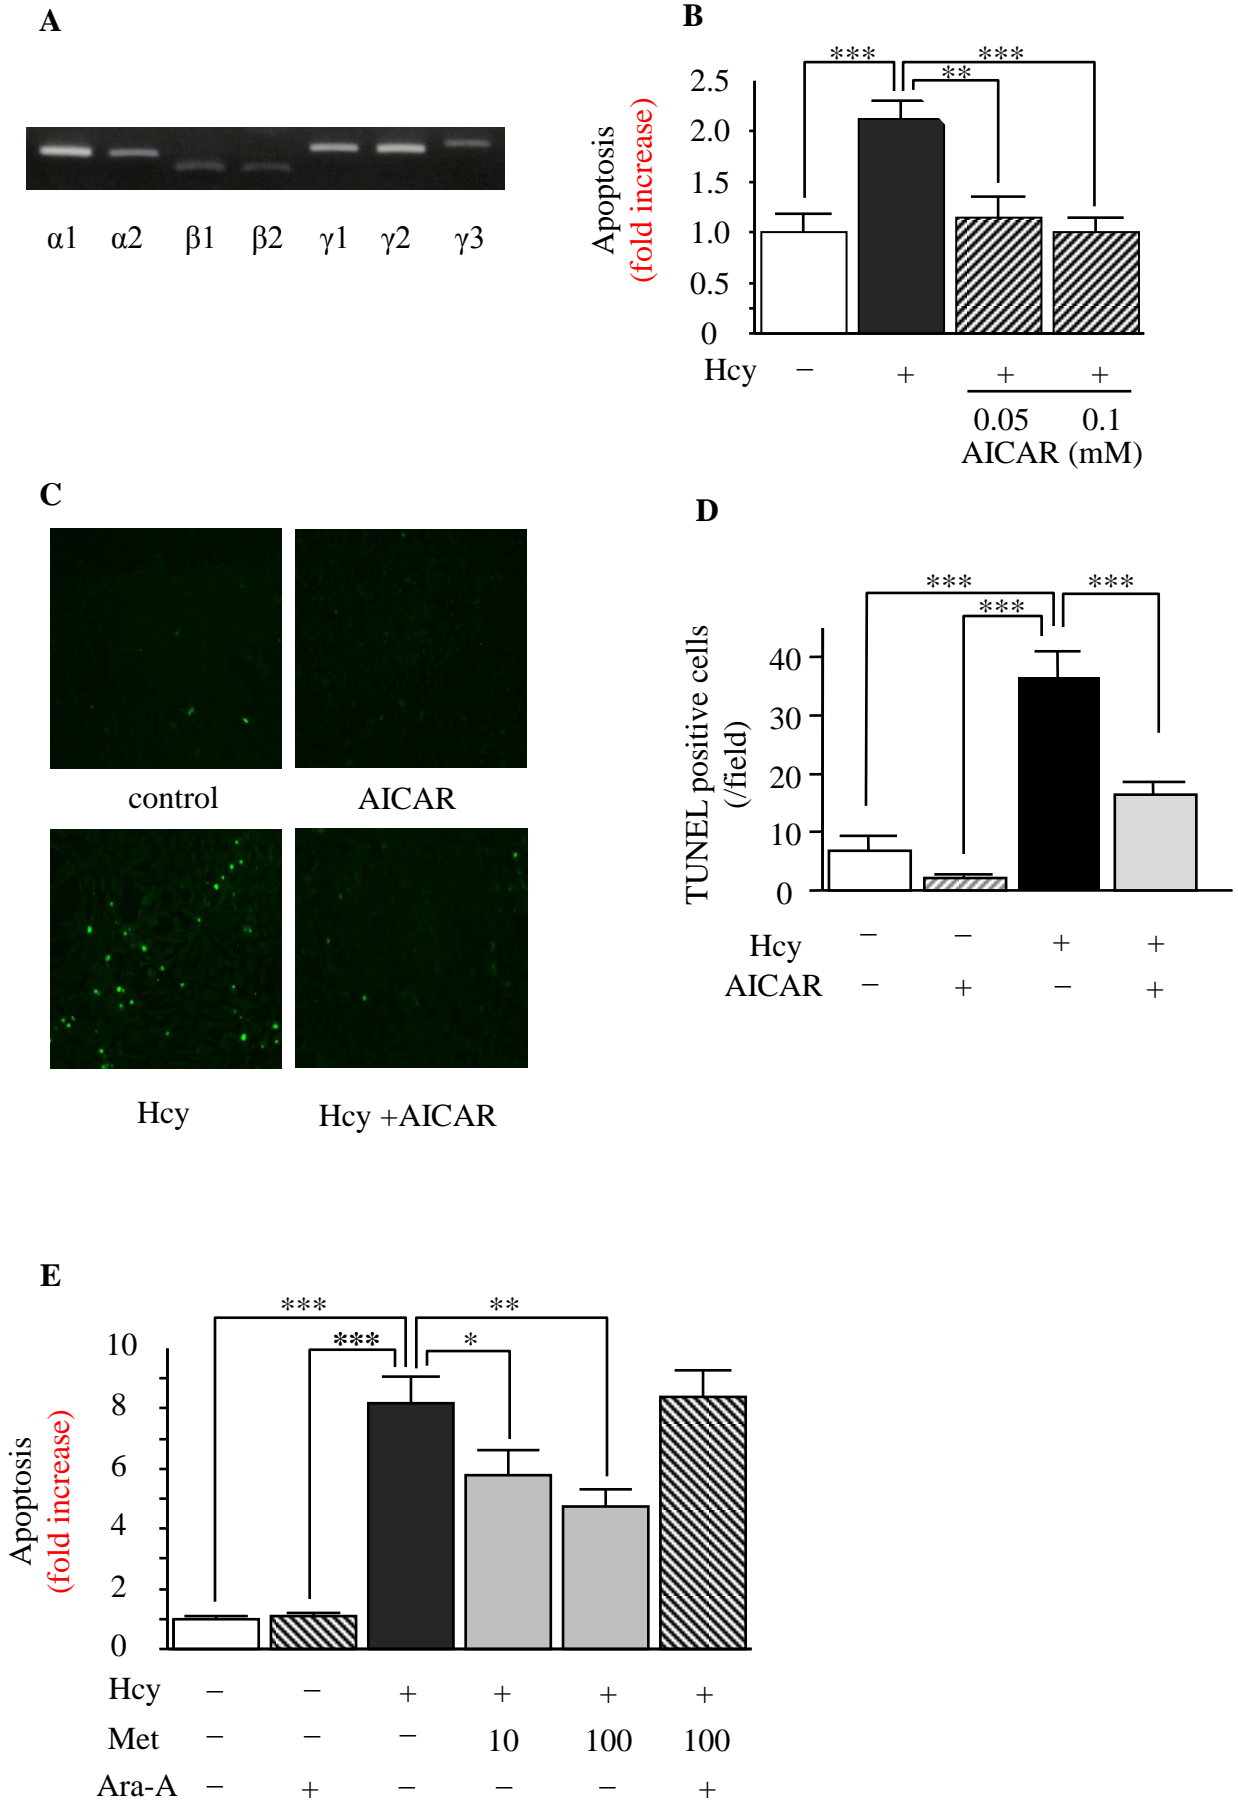 A
α1 α2 β1 β2 γ1 γ2 γ3
B
*** ***
**
Apoptosis
(fold increase)
2.5
2.0
1.5
1.0
0.5
0
Hcy − + + +
0.05 0.1
AICAR (mM)
C
control AICAR
Hcy Hcy +AICAR
D
*** ***
***
TUNEL positive cells
(/field)
40
30
20
10
0
Hcy − − + +
AICAR − + − +
E
*** **
*** *
Apoptosis
(fold increase)
10
8
6
4
2
0
Hcy − − + + + +
Met − − − 10 100 100
Ara-A − + − − − +